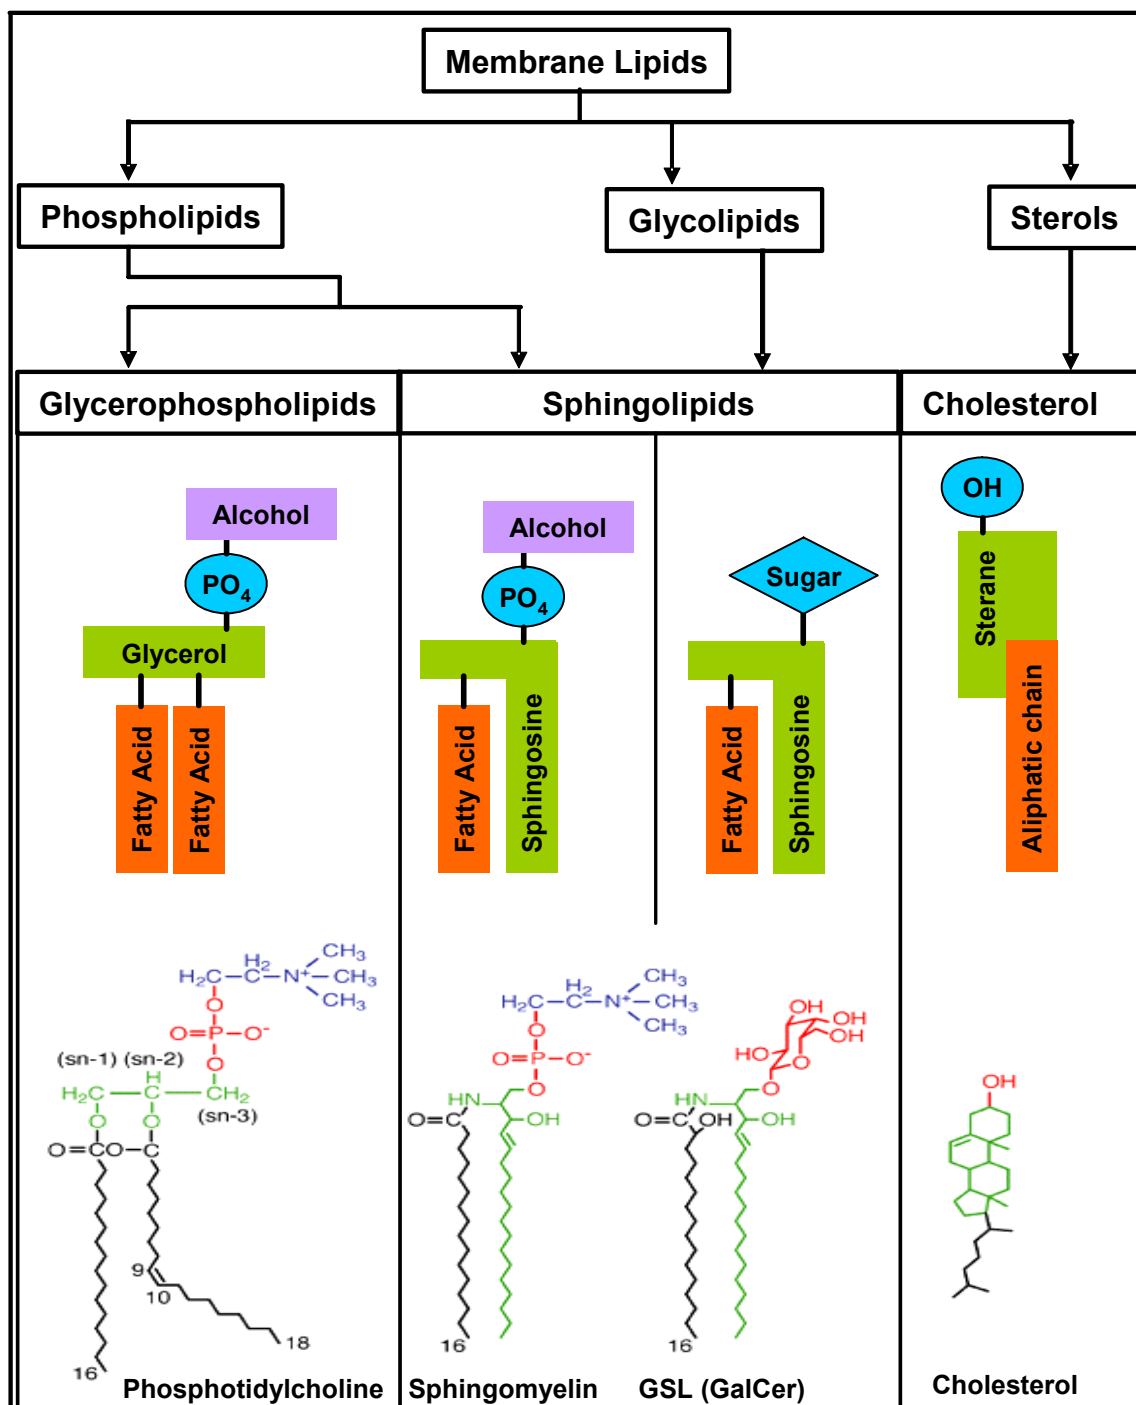 Membrane Lipids
Phospholipids
Glycolipids
Sterols
Glycerophospholipids
Sphingolipids
Cholesterol
Alcohol
PO4
Glycerol
Fatty Acid
Fatty Acid
Alcohol
PO4
Fatty Acid
Sphingosine
Sugar
Fatty Acid
Sphingosine
OH
Sterane
Aliphatic chain
CH3
H2
H2C-C-N+-CH3
CH3
O
O=P-O-
O
(sn-1) (sn-2)
H
H2C C CH2
(sn-3)
O O
O=C O-C
9
10
18
16
Phosphotidylcholine
CH3
H2
H2C-C-N+-CH3
CH3
O
O=P-O-
O
HN
OH
O=C
16
Sphingomyelin
OH
OH
OH
OH
HO
O
O
HN
OH
O=C OH
16
GSL (GalCer)
OH
Cholesterol